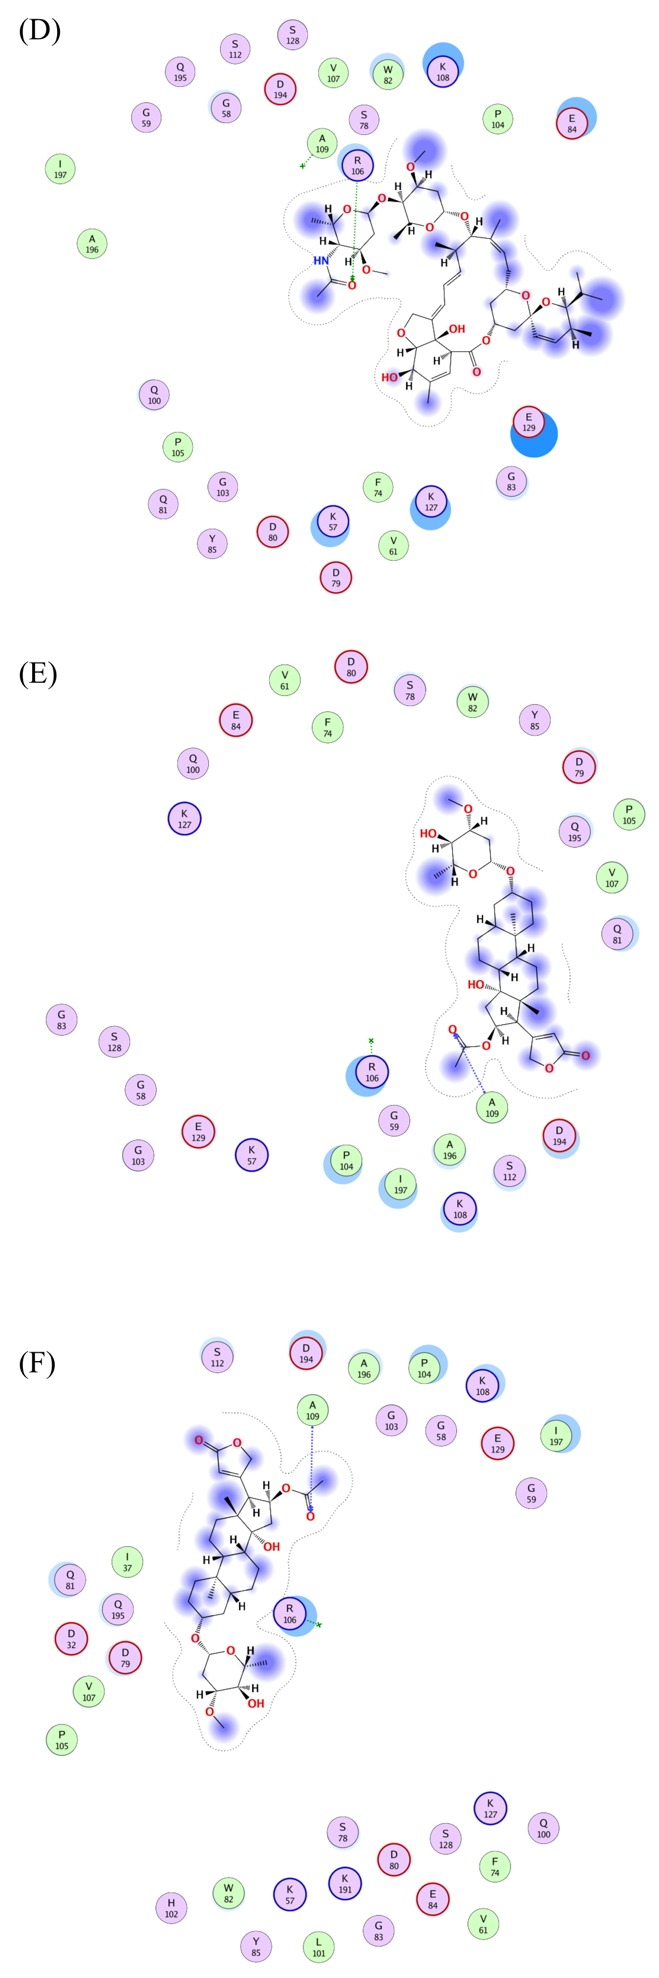 (D)
S 128
S 112
Q 195
V 107
W 82
K 108
D 194
G 58
G 59
S 78
P 104
E 84
A 109
R 106
I 197
A 196
O
H
O
O
H
O
O
O
H
H
O
H
HN
H
O
O
O
O
H
O
OH
O
H
H
HO
O
H
Q 100
E 129
P 105
G 103
F 74
G 83
K 127
Q 81
K 57
D 80
Y 85
V 61
D 79
(E)
D 80
V 61
S 78
W 82
E 84
F 74
Y 85
Q 100
D 79
K 127
P 105
Q 195
V 107
Q 81
O
HO
H
H
O
O
H
H
H
H
HO
H
O
O
O
O
G 83
S 128
R 106
G 58
A 109
G 59
E 129
D 194
G 103
K 57
A 196
P 104
S 112
I 197
K 108
(F)
S 112
D 194
A 196
P 104
K 108
A 109
G 103
G 58
E 129
I 197
G 59
O
O
H
O
H
O
OH
H
H
H
I 37
Q 81
Q 195
R 106
D 32
D 79
V 107
P 105
O
O
H
H
H
OH
O
K 127
S 78
S 128
Q 100
D 80
F 74
K 191
W 82
K 57
E 84
H 102
G 83
V 61
Y 85
L 101